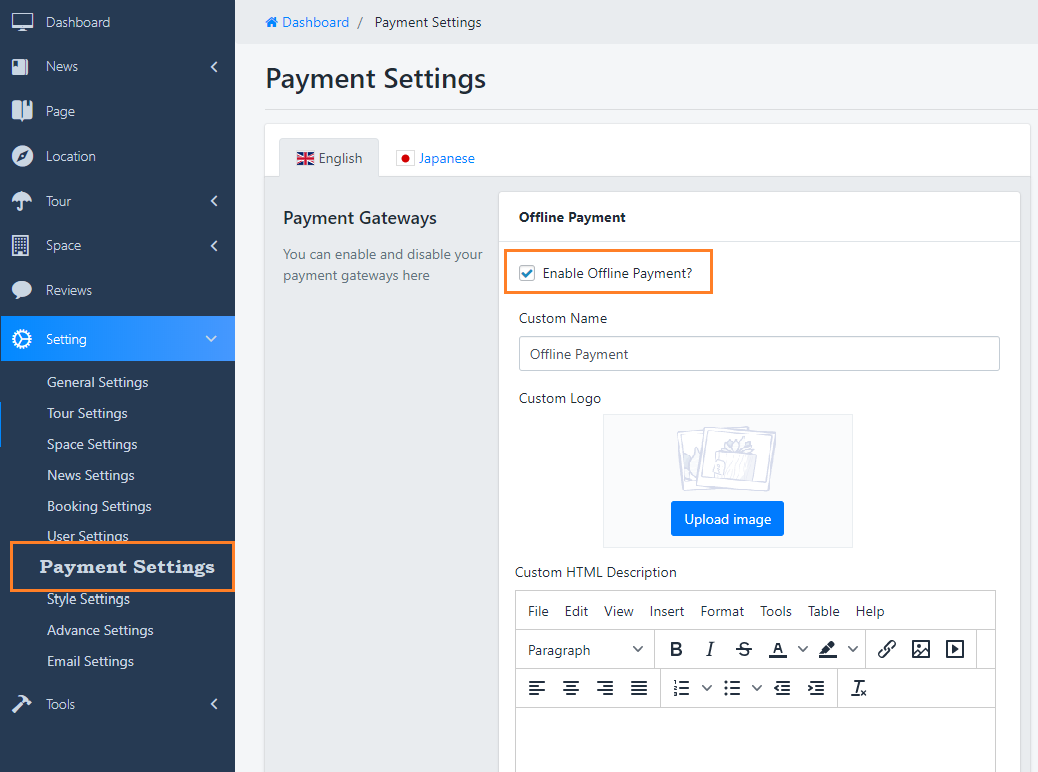 Dashboard
News
Page
Location
Tour
Space
Reviews
Setting
General Settings
Tour Settings
Space Settings
News Settings
Booking Settings
User Settings
Payment Settings
Style Settings
Advance Settings
Email Settings
Tools
Dashboard / Payment Settings
Payment Settings
English Japanese
Payment Gateways
You can enable and disable your
payment gateways here
Offline Payment
Enable Offline Payment?
Custom Name
Offline Payment
Custom Logo
Upload image
Custom HTML Description
File Edit View Insert Format Tools Table Help
Paragraph